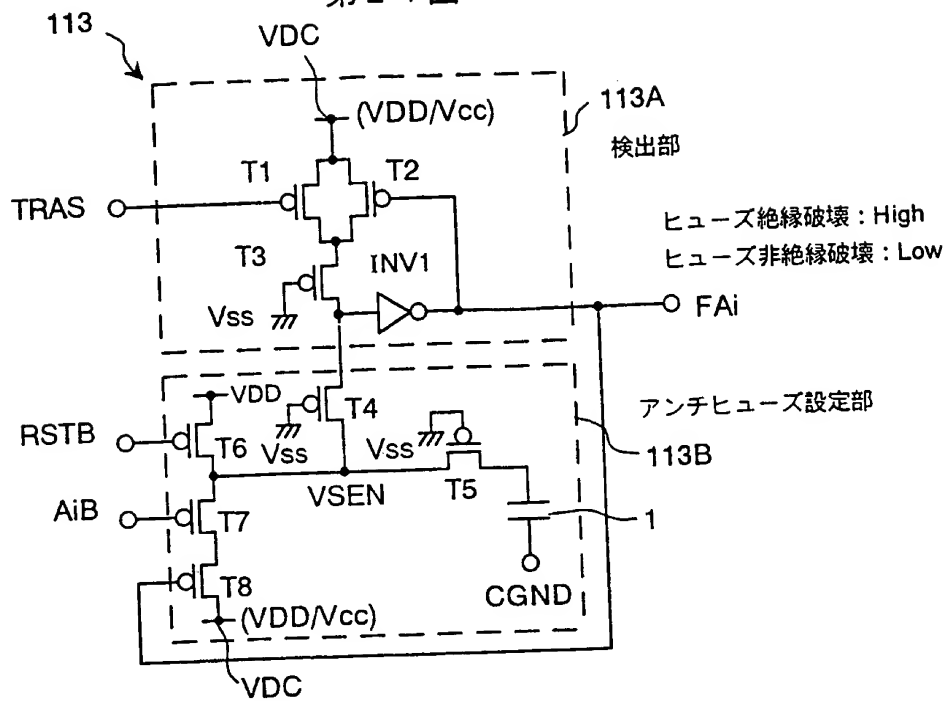 113
VDC
(VDD/Vcc)
113A
検出部
T1
T2
TRAS
ヒューズ絶縁破壊：High
ヒューズ非絶縁破壊：Low
T3
INV1
Vss
FAi
VDD
T4
アンチヒューズ設定部
RSTB
T6
Vss
Vss
113B
VSEN
T5
AiB
T7
1
T8
CGND
(VDD/Vcc)
VDC